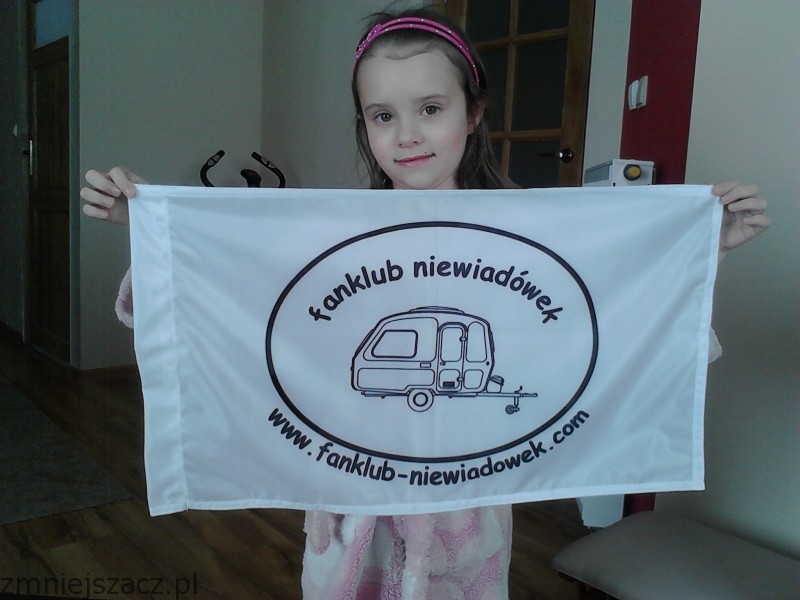 fanklub niewiadówek
www.fanklub-niewiadowek.com
zmniejszacz.pl